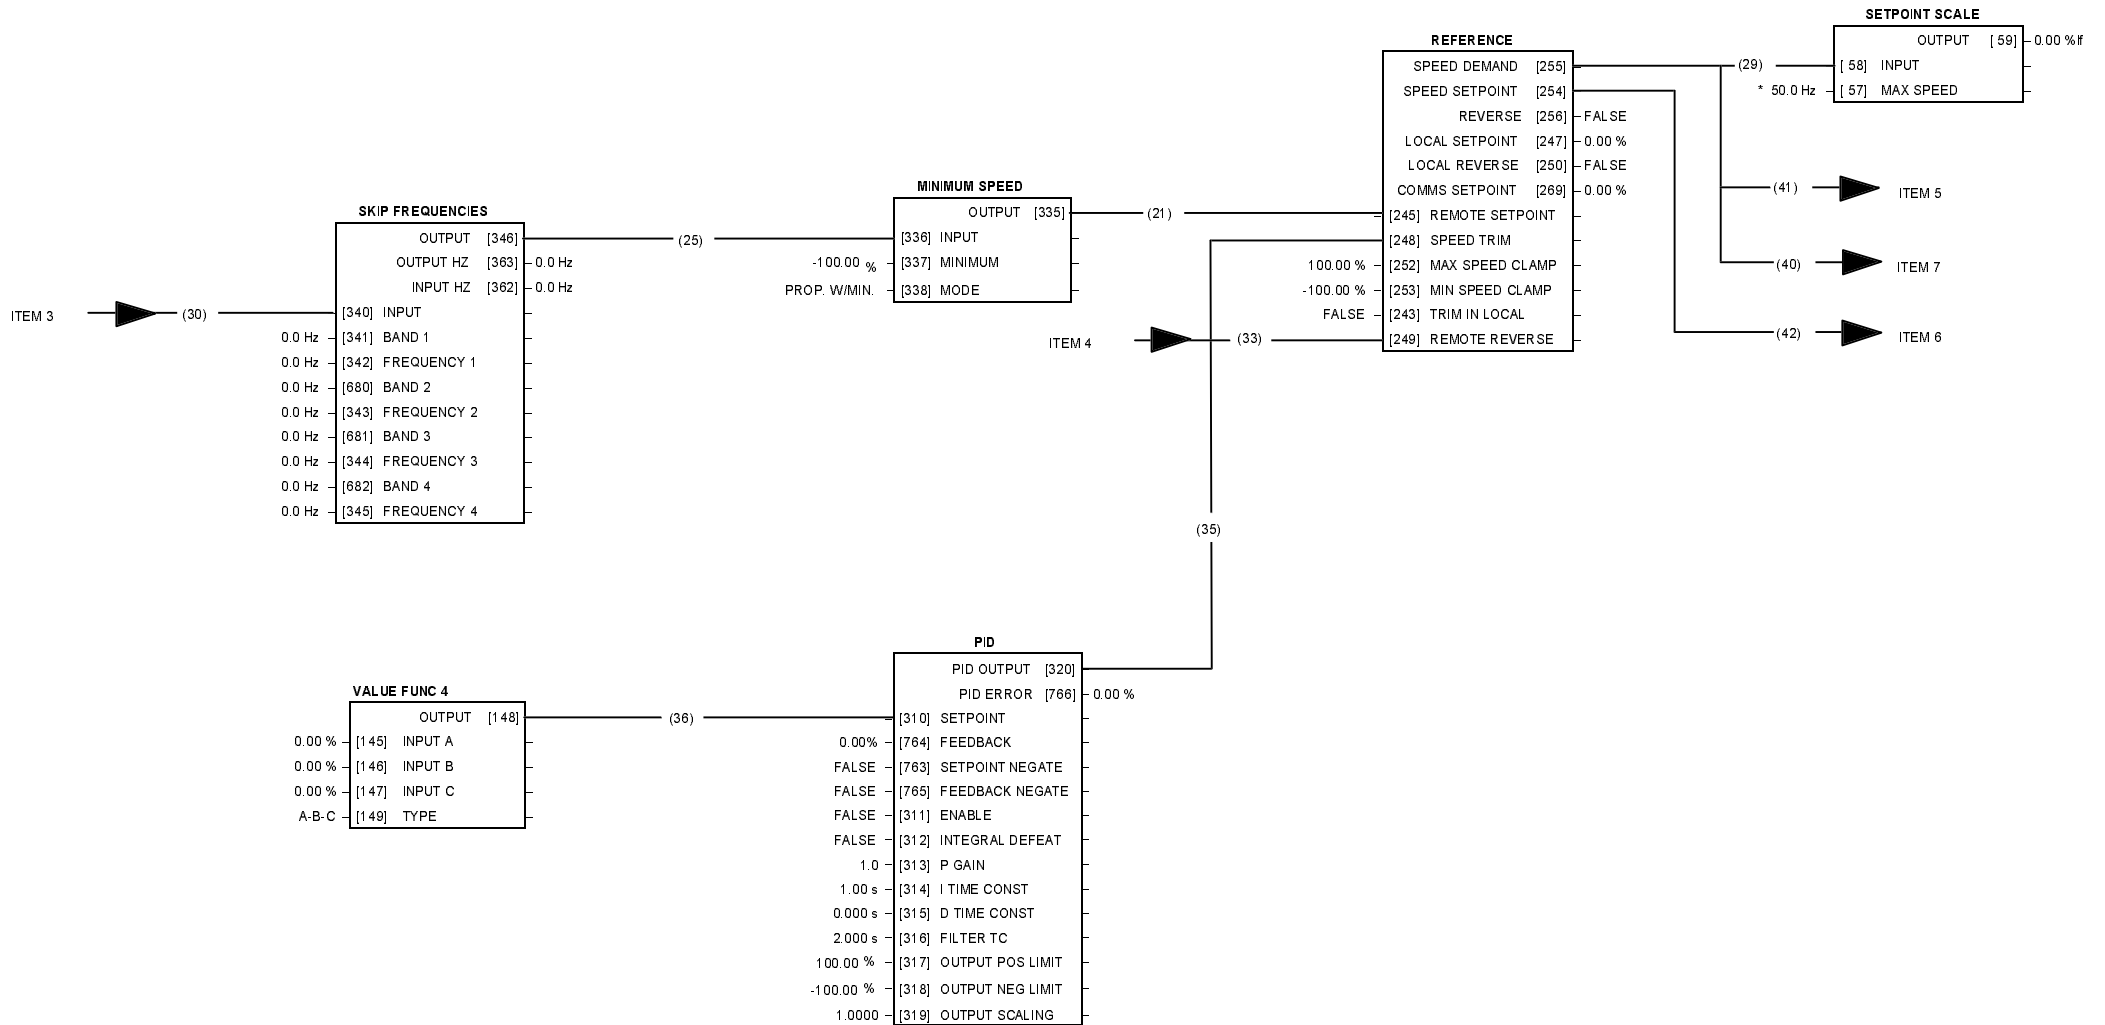 SETPOINT SCALE
OUTPUT [ 59] 0.00 %
[ 58] INPUT
* 50.0 Hz [ 57] MAX SPEED
REFERENCE
SPEED DEMAND [255] (29)
SPEED SETPOINT [254]
REVERSE [256] FALSE
LOCAL SETPOINT [247] 0.00 %
LOCAL REVERSE [250] FALSE
COMMS SETPOINT [269] 0.00 %
[245] REMOTE SETPOINT
[248] SPEED TRIM
100.00 % [252] MAX SPEED CLAMP
-100.00 % [253] MIN SPEED CLAMP
FALSE [243] TRIM IN LOCAL
[249] REMOTE REVERSE
(41) ITEM 5
(40) ITEM 7
(42) ITEM 6
MINIMUM SPEED
OUTPUT [335] (21)
[336] INPUT
-100.00 % [337] MINIMUM
PROP. W/MIN. [338] MODE
ITEM 4 (33)
SKIP FREQUENCIES
OUTPUT [346] (25)
OUTPUT HZ [363] 0.0 Hz
INPUT HZ [362] 0.0 Hz
ITEM 3 (30) [340] INPUT
0.0 Hz [341] BAND 1
0.0 Hz [342] FREQUENCY 1
0.0 Hz [680] BAND 2
0.0 Hz [343] FREQUENCY 2
0.0 Hz [681] BAND 3
0.0 Hz [344] FREQUENCY 3
0.0 Hz [682] BAND 4
0.0 Hz [345] FREQUENCY 4
(35)
PID
PID OUTPUT [320]
PID ERROR [766] 0.00 %
[310] SETPOINT
0.00% [764] FEEDBACK
FALSE [763] SETPOINT NEGATE
FALSE [765] FEEDBACK NEGATE
FALSE [311] ENABLE
FALSE [312] INTEGRAL DEFEAT
1.0 [313] P GAIN
1.00 s [314] I TIME CONST
0.000 s [315] D TIME CONST
2.000 s [316] FILTER TC
100.00 % [317] OUTPUT POS LIMIT
-100.00 % [318] OUTPUT NEG LIMIT
1.0000 [319] OUTPUT SCALING
VALUE FUNC 4
OUTPUT [148] (36)
0.00 % [145] INPUT A
0.00 % [146] INPUT B
0.00 % [147] INPUT C
A-B-C [149] TYPE